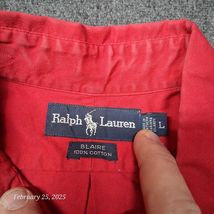 Ralph Lauren
L
BLAIRE
100% COTTON
February 25, 2025